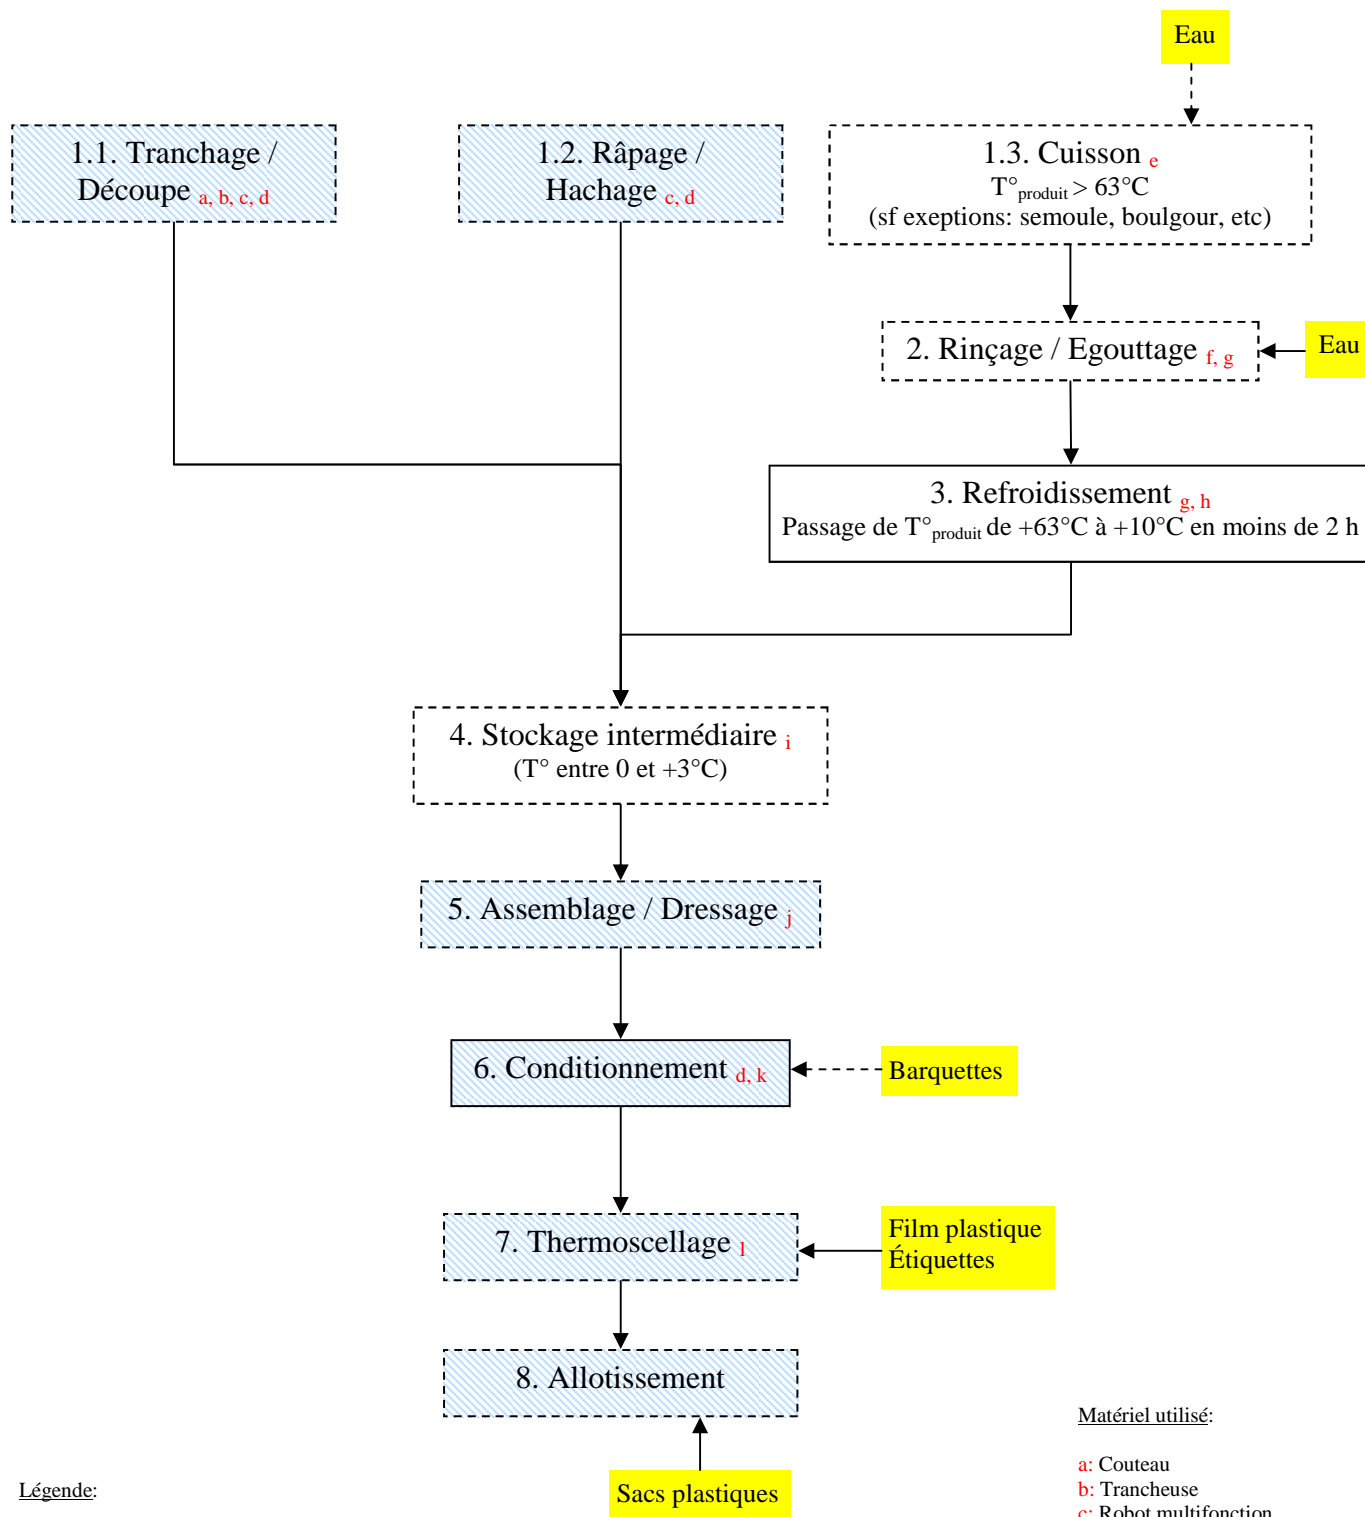 Eau
1.1. Tranchage /
Découpe a, b, c, d
1.2. Râpage /
Hachage c, d
1.3. Cuisson e
T°produit > 63°C
(sf exeptions: semoule, boulgour, etc)
2. Rinçage / Egouttage f, g
Eau
3. Refroidissement g, h
Passage de T°produit de +63°C à +10°C en moins de 2 h
4. Stockage intermédiaire i
(T° entre 0 et +3°C)
5. Assemblage / Dressage j
6. Conditionnement d, k
Barquettes
7. Thermoscellage l
Film plastique
Étiquettes
8. Allotissement
Sacs plastiques
Légende:
Matériel utilisé:
a: Couteau
b: Trancheuse
c: Robot multifonction